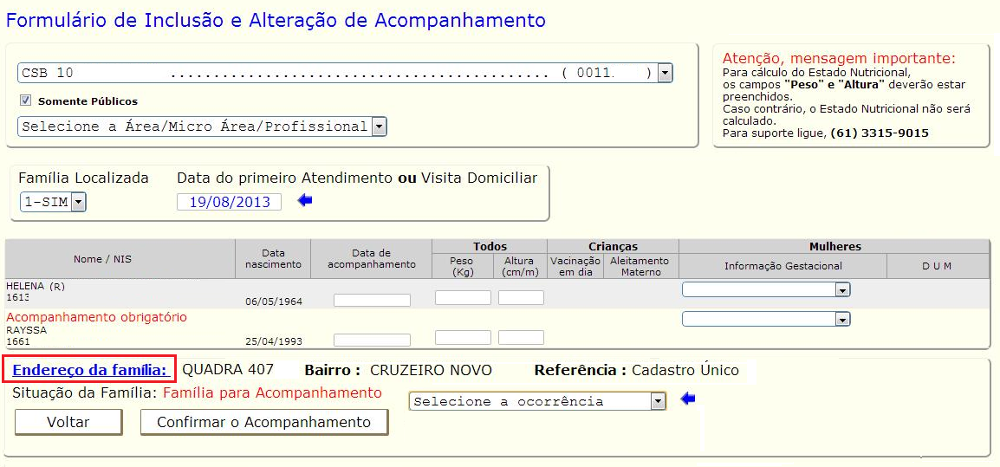 Formulário de Inclusão e Alteração de Acompanhamento
CSB 10 ............................................ ( 0011. )
Somente Públicos
Selecione a Área/Micro Área/Profissional
Atenção, mensagem importante:
Para cálculo do Estado Nutricional,
os campos "Peso" e "Altura" deverão estar
preenchidos.
Caso contrário, o Estado Nutricional não será
calculado.
Para suporte ligue, (61) 3315-9015
Família Localizada Data do primeiro Atendimento ou Visita Domiciliar
1-SIM 19/08/2013
Nome / NIS Data nascimento Data de acompanhamento Todos Crianças Mulheres
Peso (Kg) Altura (cm/m) Vacinação em dia Aleitamento Materno Informação Gestacional D U M
HELENA (R)
1613 06/05/1964
Acompanhamento obrigatório
RAYSSA
1661 25/04/1993
Endereço da família: QUADRA 407 Bairro : CRUZEIRO NOVO Referência : Cadastro Único
Situação da Família: Família para Acompanhamento Selecione a ocorrência
Voltar Confirmar o Acompanhamento